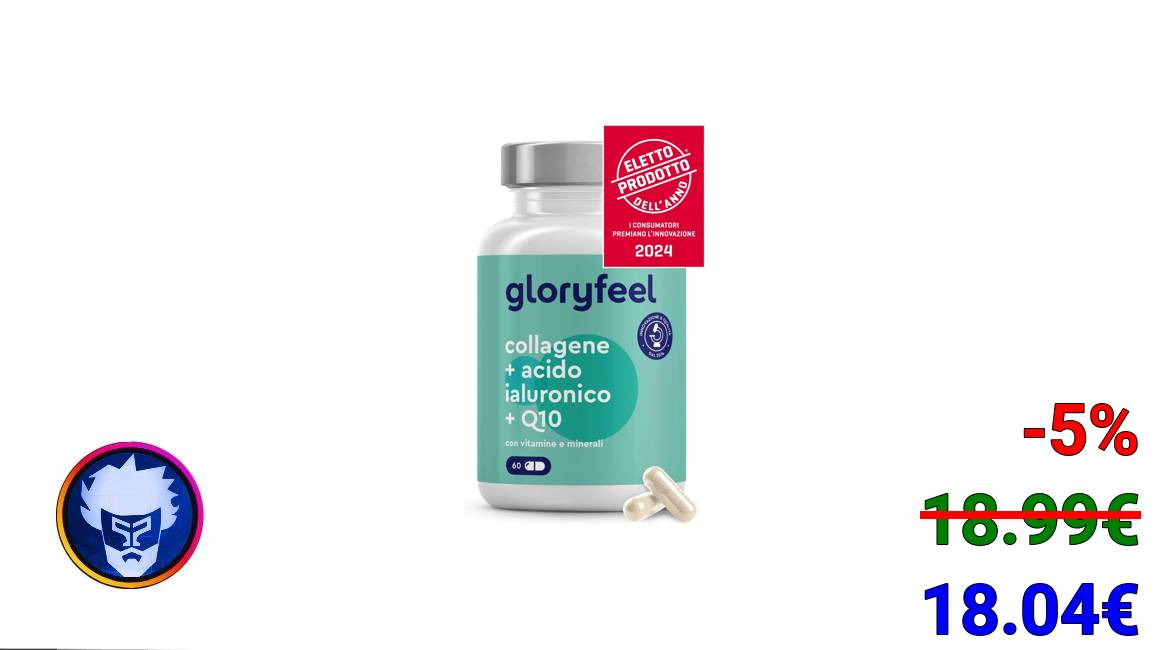 ELETTO
PRODOTTO
DELL'ANNO
I CONSUMATORI
PREMIANO L'INNOVAZIONE
2024
gloryfeel
collagene
+ acido
ialuronico
+ Q10
con vitamine e minerali
60
-5%
18.99€
18.04€